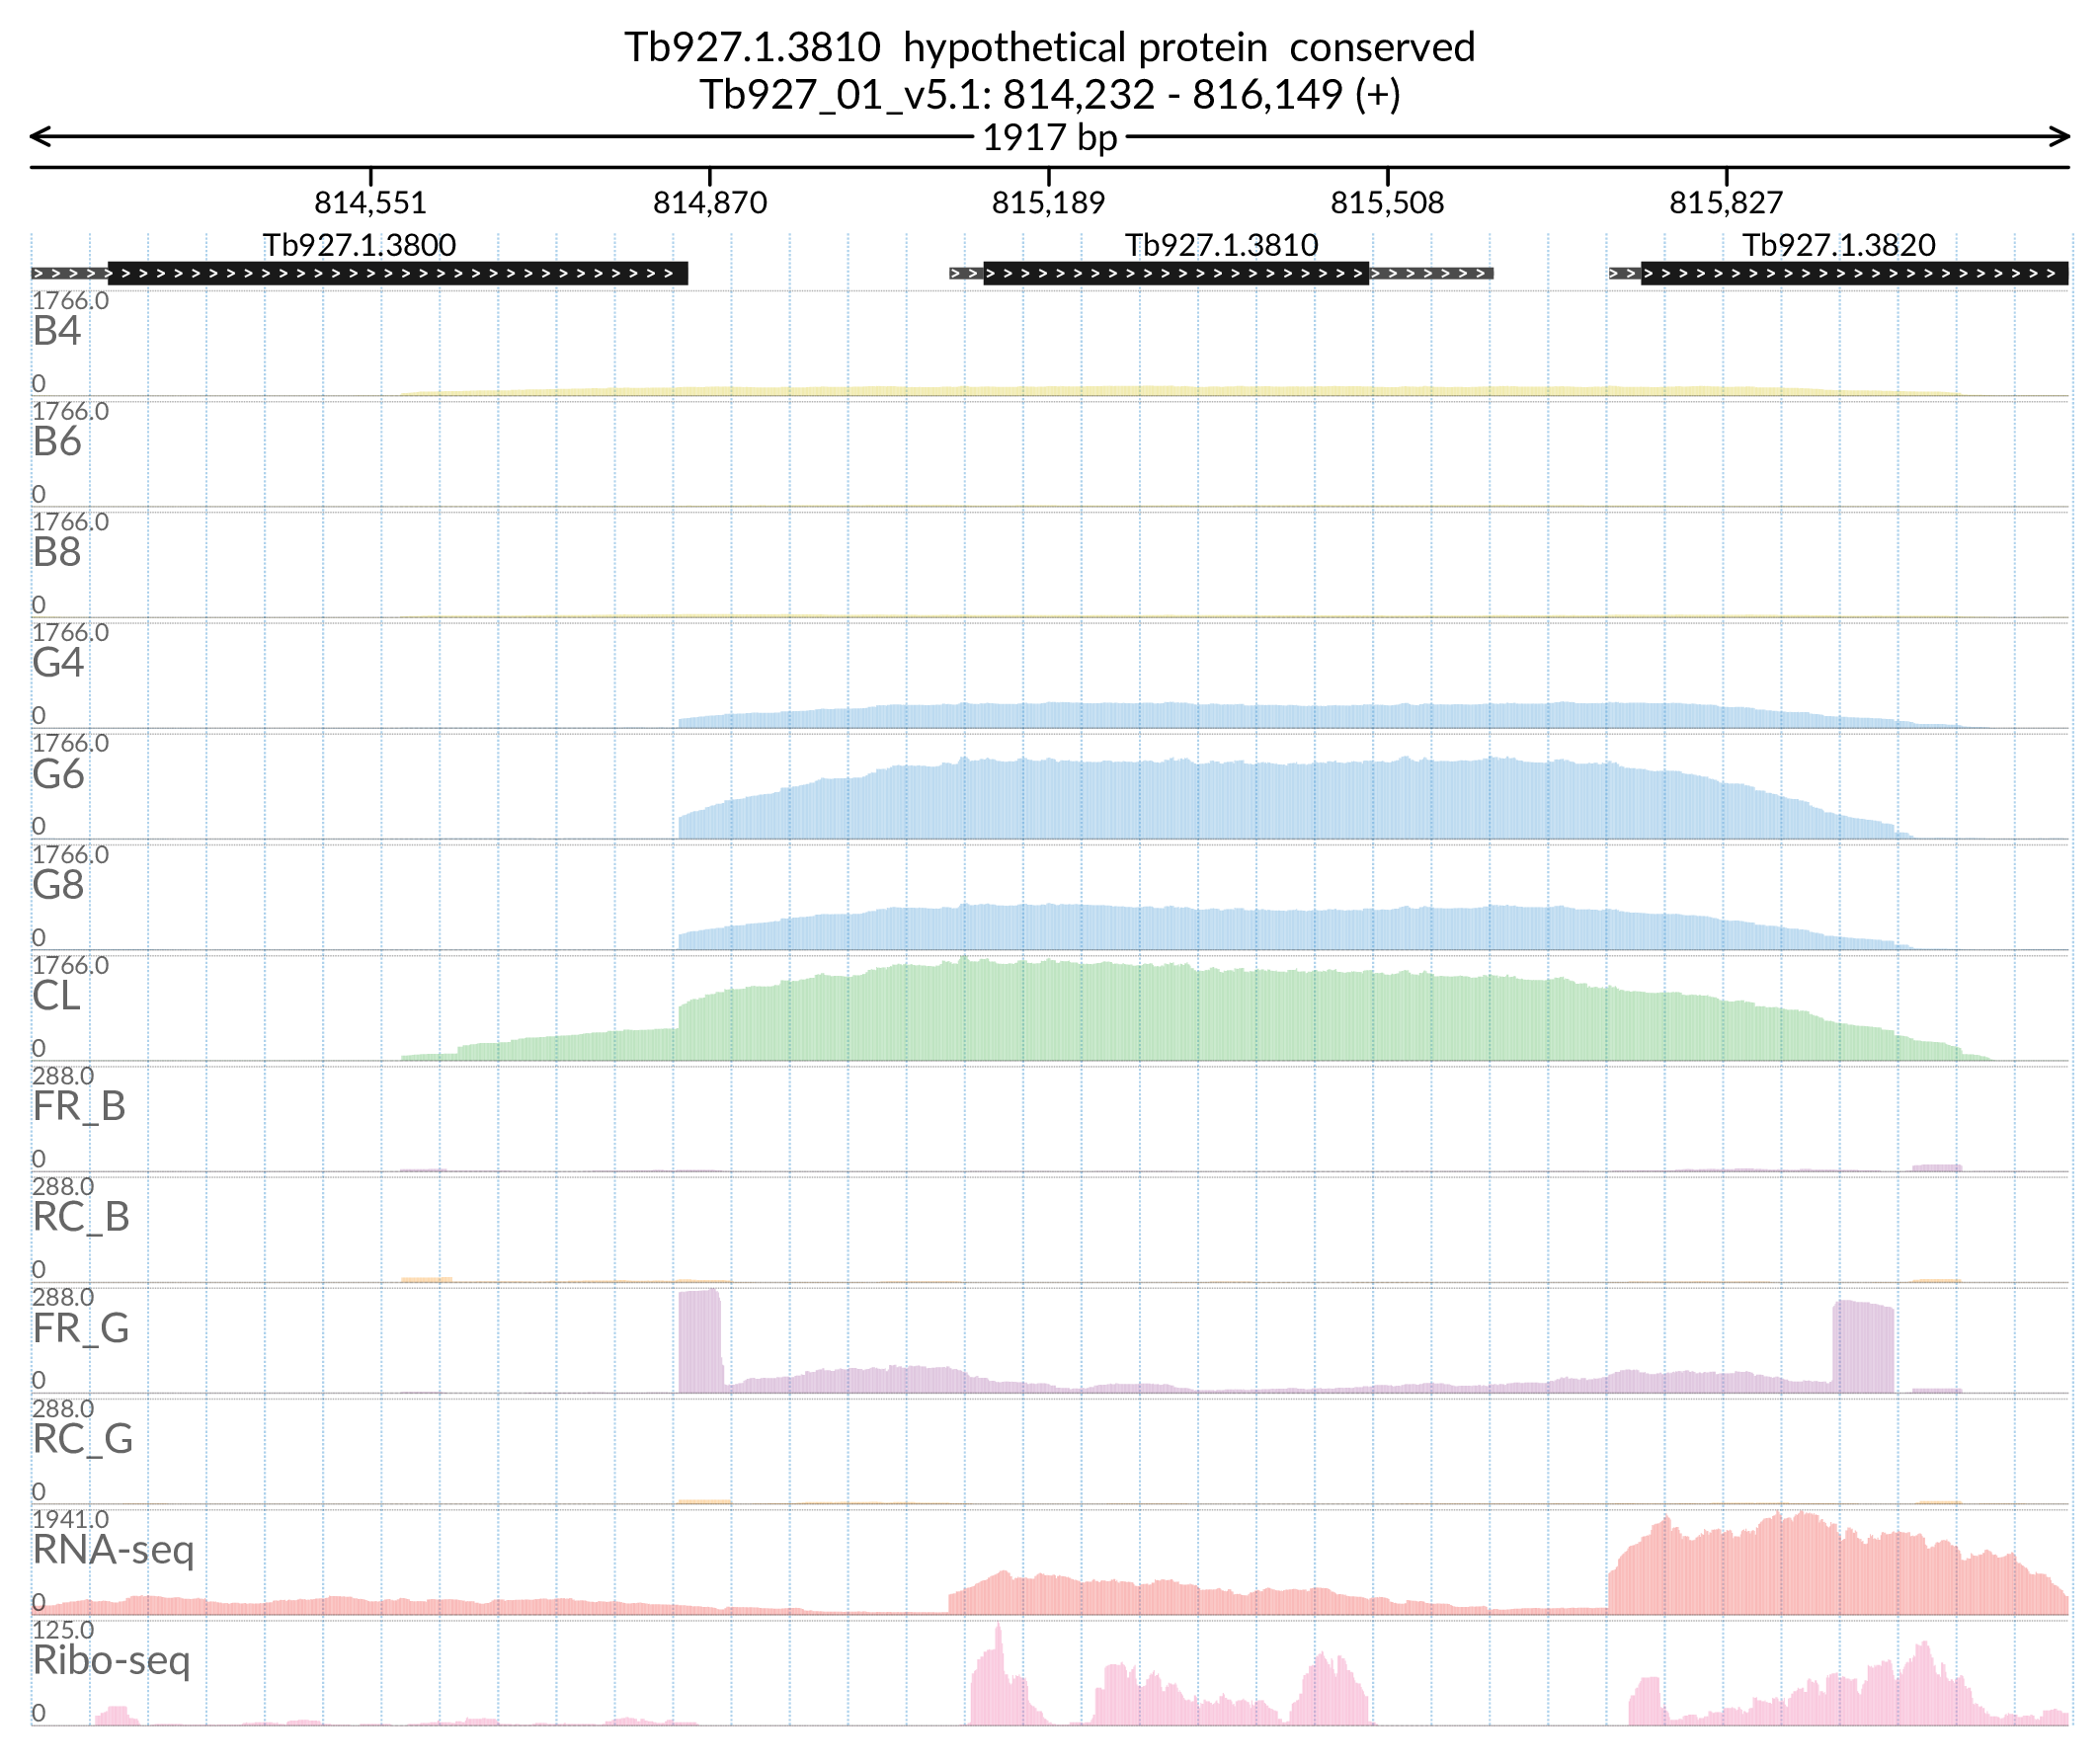 Tb927.1.3810 hypothetical protein conserved
Tb927_01_v5.1: 814,232 - 816,149 (+)
1917 bp
814,551 814,870 815,189 815,508 815,827
Tb927.1.3800 Tb927.1.3810 Tb927.1.3820
1766.0
B4
0
1766.0
B6
0
1766.0
B8
0
1766.0
G4
0
1766.0
G6
0
1766.0
G8
0
1766.0
CL
0
288.0
FR_B
0
288.0
RC_B
0
288.0
FR_G
0
288.0
RC_G
0
1941.0
RNA-seq
0
125.0
Ribo-seq
0